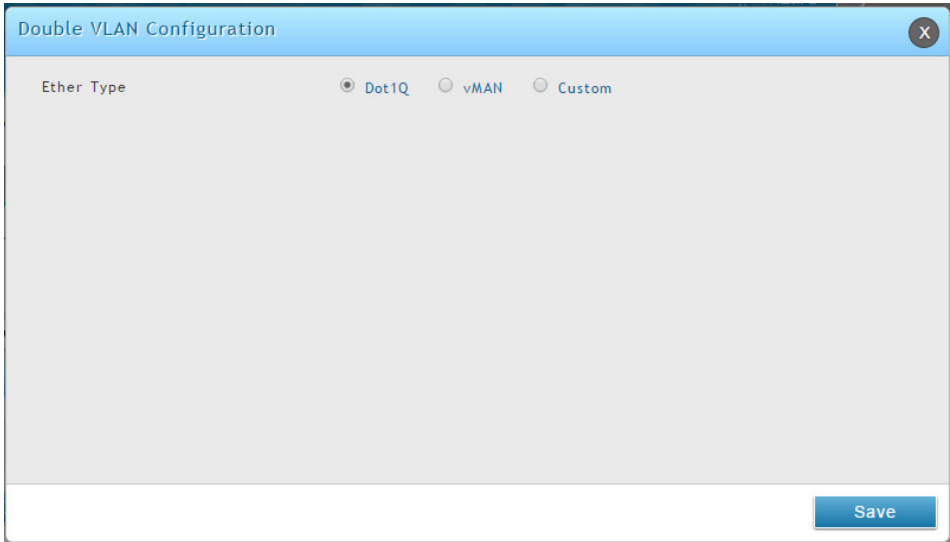 Double VLAN Configuration
X
Ether Type Dot1Q vMAN Custom
Save